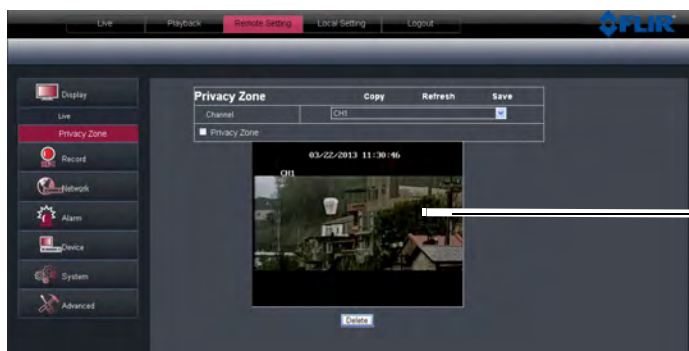 Live Playback Remote Setting Local Setting Logout
FLIR
Display
Live
Privacy Zone
Record
Network
Alarm
Device
System
Advanced
Privacy Zone Copy Refresh Save
Channel CH1
Privacy Zone
03/22/2013 11:30:46
CH1
Delete